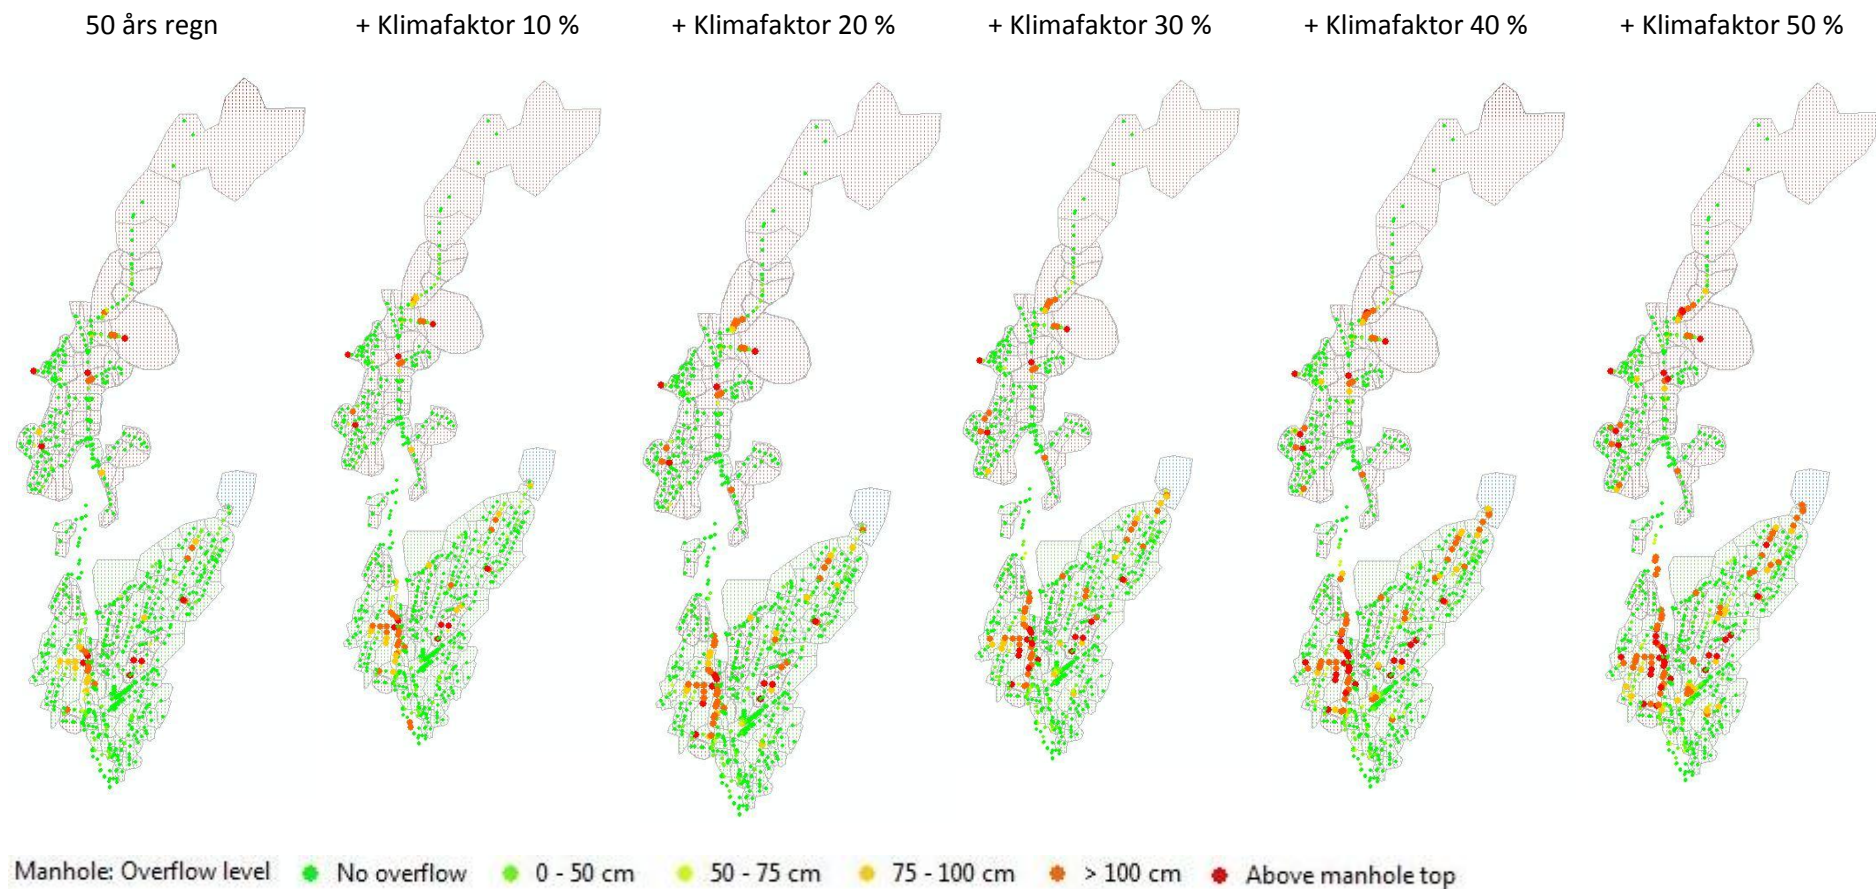 50 års regn + Klimafaktor 10 % + Klimafaktor 20 % + Klimafaktor 30 % + Klimafaktor 40 % + Klimafaktor 50 %
Manhole: Overflow level No overflow 0 - 50 cm 50 - 75 cm 75 - 100 cm > 100 cm Above manhole top